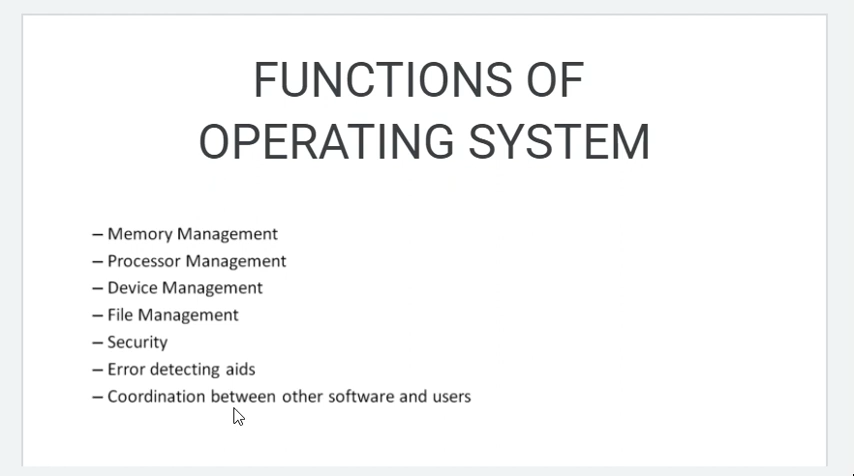 FUNCTIONS OF
OPERATING SYSTEM
– Memory Management
– Processor Management
– Device Management
– File Management
– Security
– Error detecting aids
– Coordination between other software and users